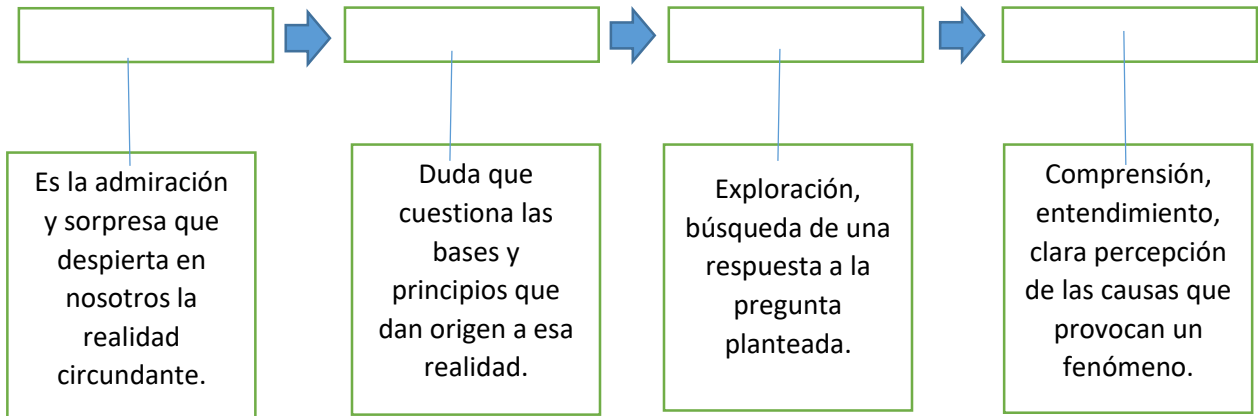 Es la admiración
y sorpresa que
despierta en
nosotros la
realidad
circundante.
Duda que
cuestiona las
bases y
principios que
dan origen a esa
realidad.
Exploración,
búsqueda de una
respuesta a la
pregunta
planteada.
Comprensión,
entendimiento,
clara percepción
de las causas que
provocan un
fenómeno.